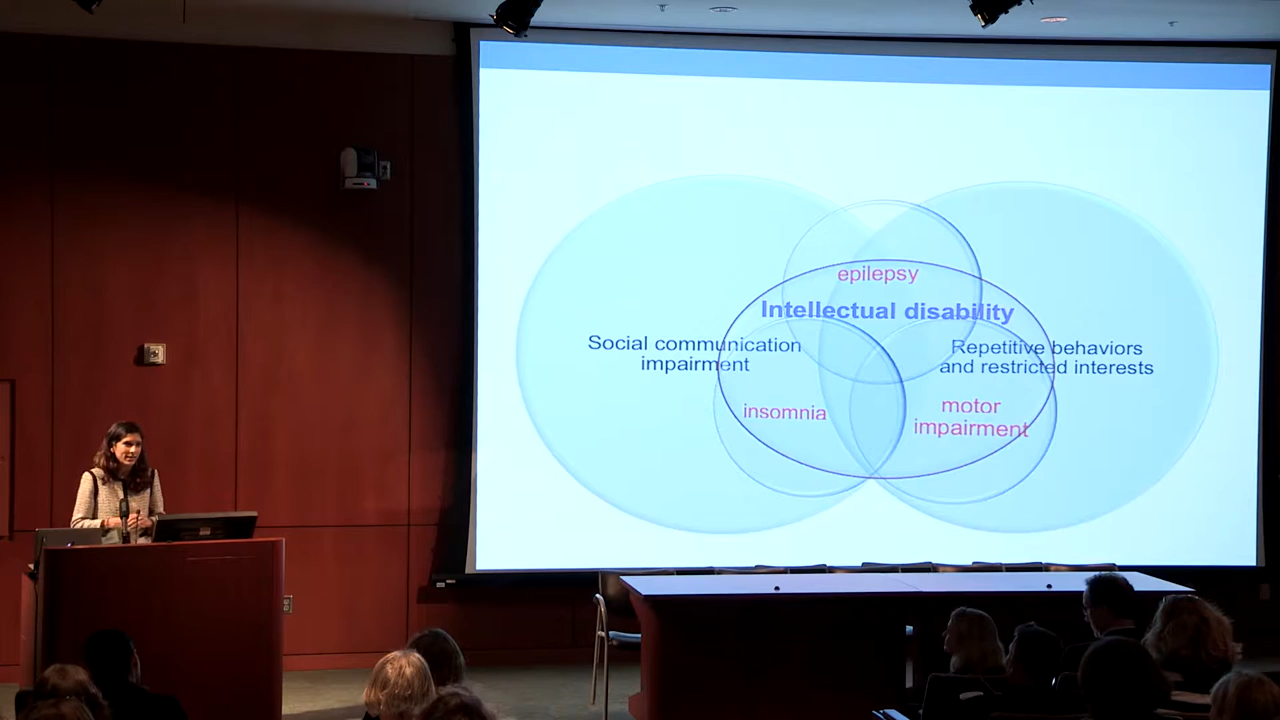 epilepsy
Intellectual disability
Social communication
impairment
Repetitive behaviors
and restricted interests
insomnia
motor
impairment